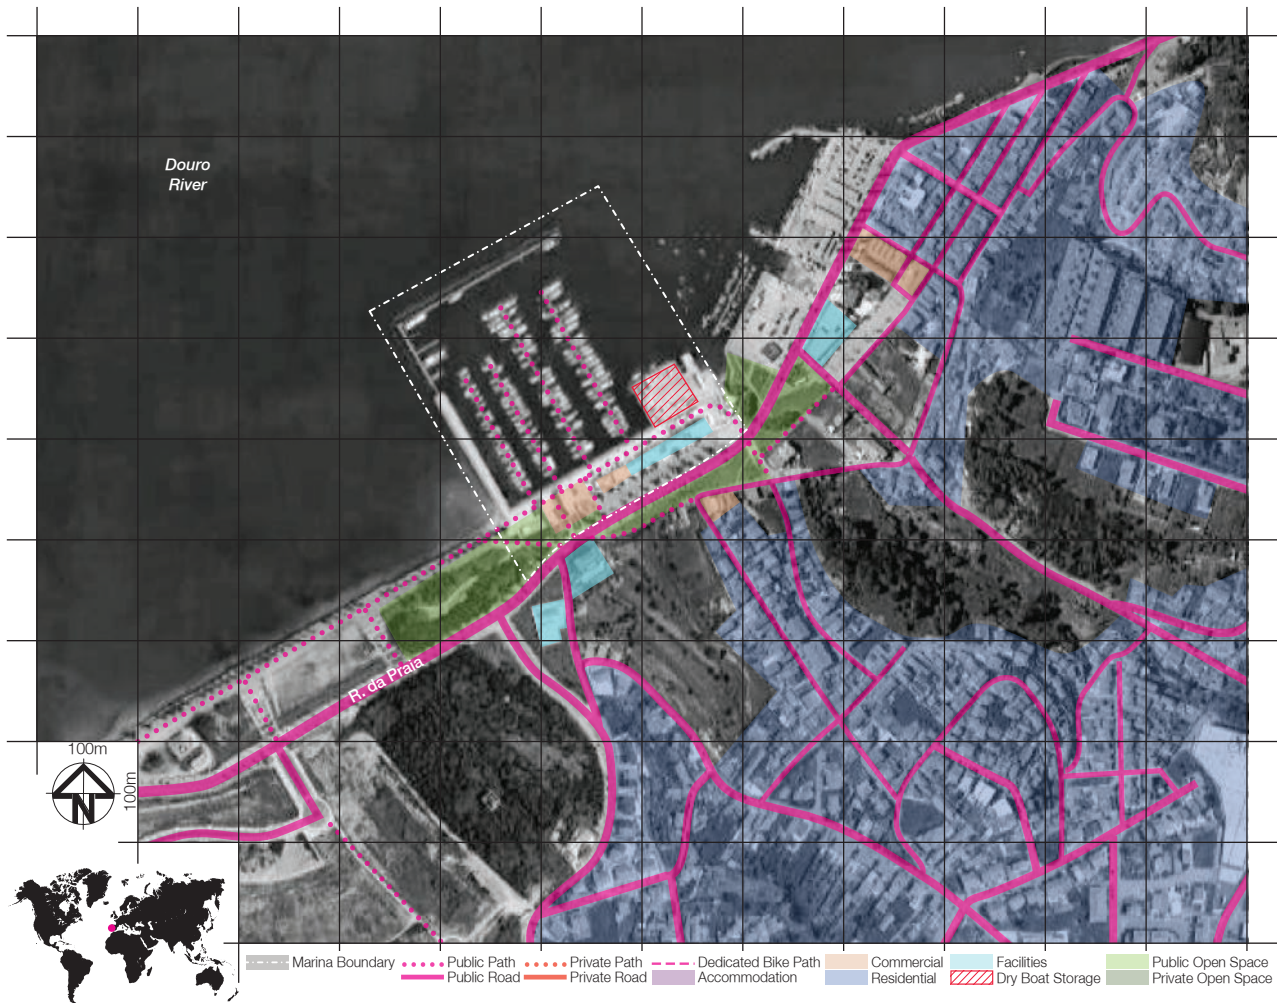 Douro
River
R. da Praia
100m
100m
N
Marina Boundary
Public Path
Private Path
Dedicated Bike Path
Commercial
Facilities
Public Open Space
Public Road
Private Road
Accommodation
Residential
Dry Boat Storage
Private Open Space